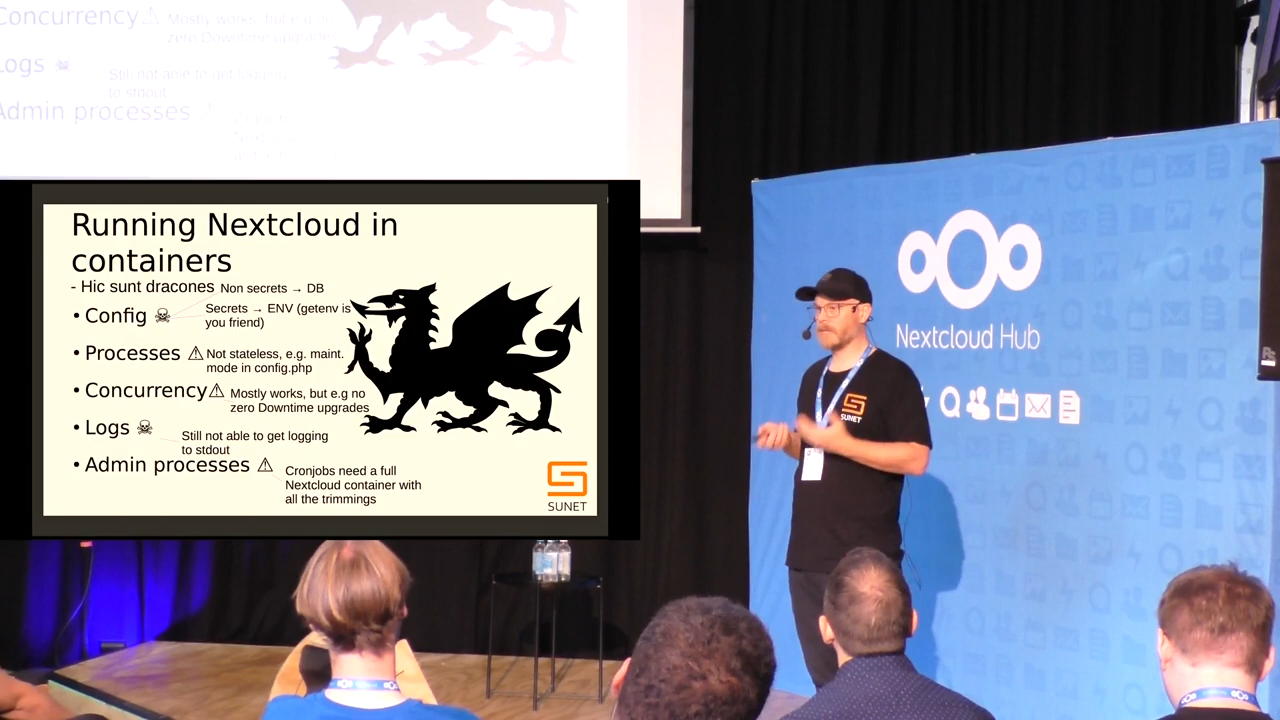 Concurrency⚠ Mostly works, but e.g no
zero Downtime upgrades
Logs ☠ Still not able to get logging
to stdout
Admin processes
Running Nextcloud in
containers
- Hic sunt dracones
Non secrets → DB
• Config ☠
Secrets → ENV (getenv is
you friend)
• Processes ⚠
Not stateless, e.g. maint.
mode in config.php
• Concurrency⚠
Mostly works, but e.g no
zero Downtime upgrades
• Logs ☠
Still not able to get logging
to stdout
• Admin processes ⚠
Cronjobs need a full
Nextcloud container with
all the trimmings
SUNET
Nextcloud Hub
SUNET